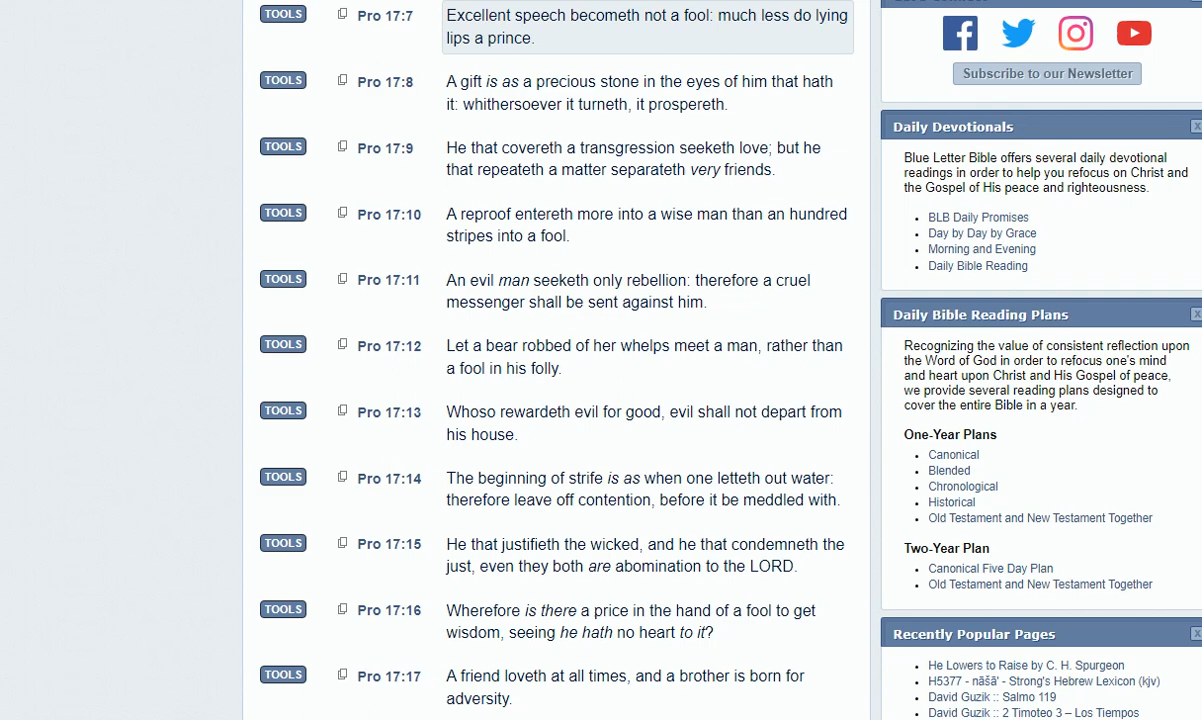 TOOLS Pro 17:7 Excellent speech becometh not a fool: much less do lying
lips a prince.
TOOLS Pro 17:8 A gift is as a precious stone in the eyes of him that hath
it: whithersoever it turneth, it prospereth.
TOOLS Pro 17:9 He that covereth a transgression seeketh love; but he
that repeateth a matter separateth very friends.
TOOLS Pro 17:10 A reproof entereth more into a wise man than an hundred
stripes into a fool.
TOOLS Pro 17:11 An evil man seeketh only rebellion: therefore a cruel
messenger shall be sent against him.
TOOLS Pro 17:12 Let a bear robbed of her whelps meet a man, rather than
a fool in his folly.
TOOLS Pro 17:13 Whoso rewardeth evil for good, evil shall not depart from
his house.
TOOLS Pro 17:14 The beginning of strife is as when one letteth out water:
therefore leave off contention, before it be meddled with.
TOOLS Pro 17:15 He that justifieth the wicked, and he that condemneth the
just, even they both are abomination to the LORD.
TOOLS Pro 17:16 Wherefore is there a price in the hand of a fool to get
wisdom, seeing he hath no heart to it?
TOOLS Pro 17:17 A friend loveth at all times, and a brother is born for
adversity.
Subscribe to our Newsletter
Daily Devotionals X
Blue Letter Bible offers several daily devotional
readings in order to help you refocus on Christ and
the Gospel of His peace and righteousness.
BLB Daily Promises
Day by Day by Grace
Morning and Evening
Daily Bible Reading
Daily Bible Reading Plans X
Recognizing the value of consistent reflection upon
the Word of God in order to refocus one's mind
and heart upon Christ and His Gospel of peace,
we provide several reading plans designed to
cover the entire Bible in a year.
One-Year Plans
Canonical
Blended
Chronological
Historical
Old Testament and New Testament Together
Two-Year Plan
Canonical Five Day Plan
Old Testament and New Testament Together
Recently Popular Pages X
He Lowers to Raise by C. H. Spurgeon
H5377 - nāšā' - Strong's Hebrew Lexicon (kjv)
David Guzik :: Salmo 119
David Guzik :: 2 Timoteo 3 – Los Tiempos